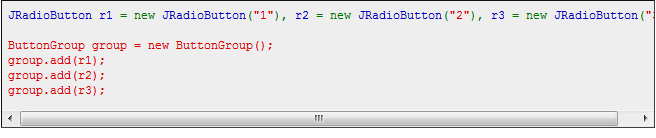 JRadioButton r1 = new JRadioButton("1"), r2 = new JRadioButton("2"), r3 = new JRadioButton("
ButtonGroup group = new ButtonGroup();
group.add(r1);
group.add(r2);
group.add(r3);